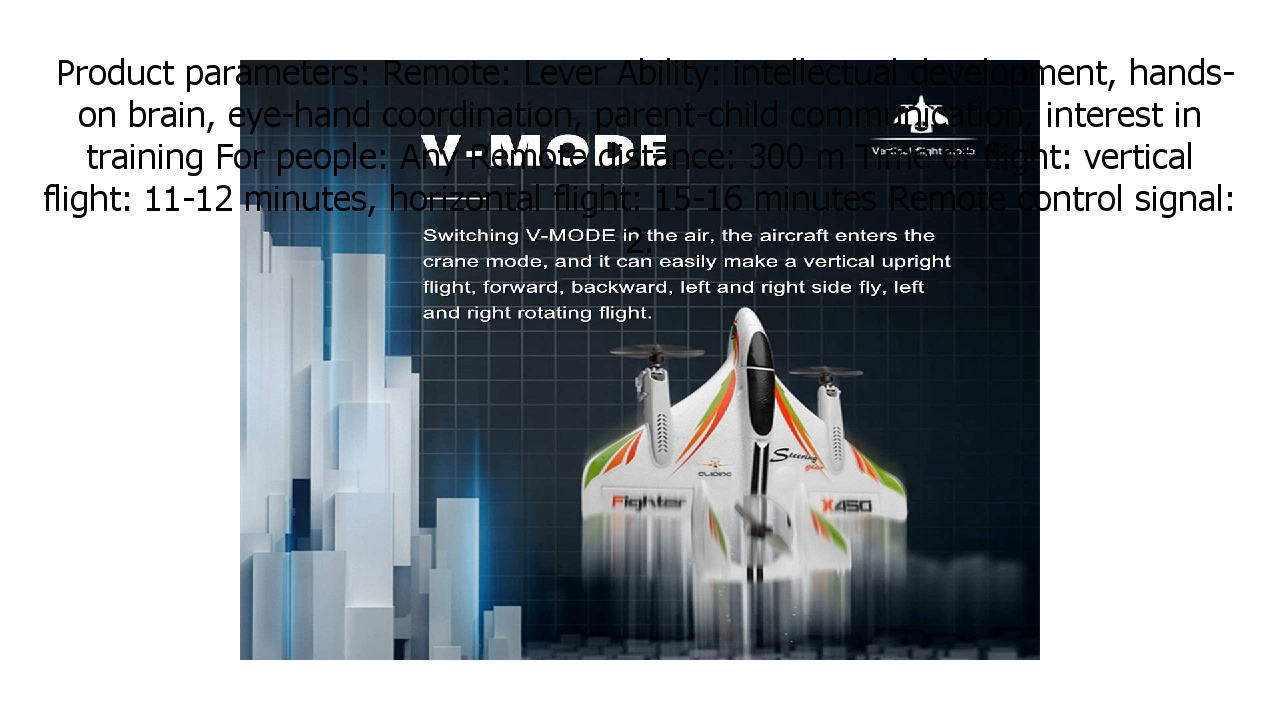 Product parameters: Remote: Lever Ability: intellectual development, hands-
on brain, eye-hand coordination, parent-child communication, interest in
training For people: Any Remote distance: 300 m Time of flight: vertical
flight: 11-12 minutes, horizontal flight: 15-16 minutes Remote control signal:
2.
V-MODE
Vertical flight mode
Switching V-MODE in the air, the aircraft enters the
crane mode, and it can easily make a vertical upright
flight, forward, backward, left and right side fly, left
and right rotating flight.
Steering
gear
GLIDING
Fighter
X450